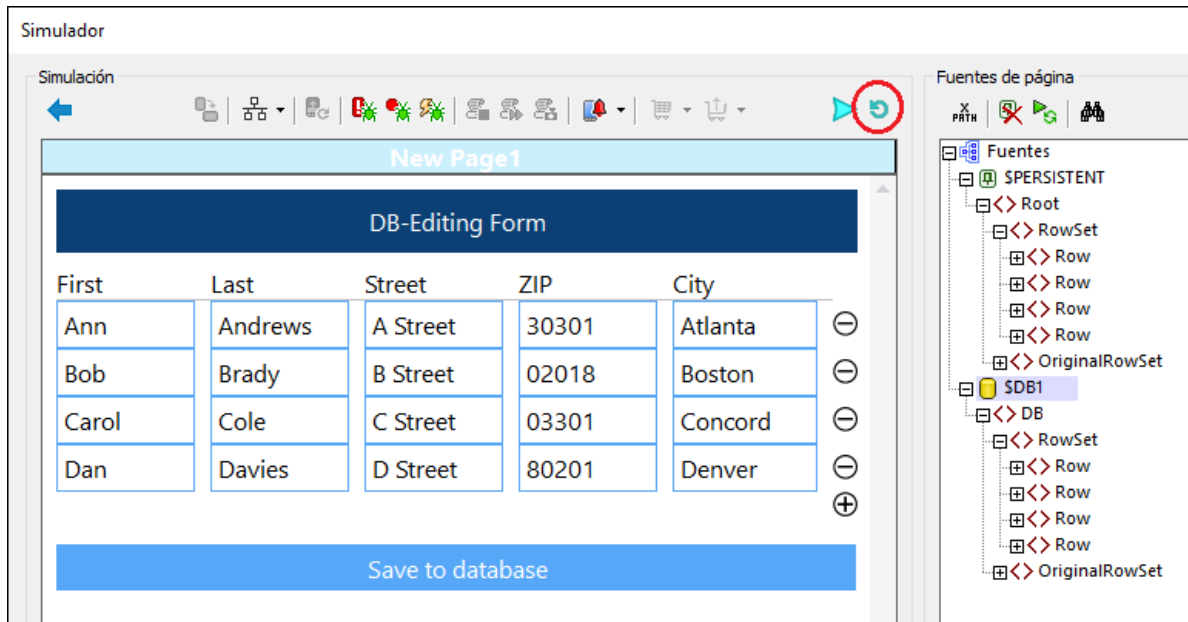 Simulador
Simulación
New Page1
DB-Editing Form
First Last Street ZIP City
Ann Andrews A Street 30301 Atlanta
Bob Brady B Street 02018 Boston
Carol Cole C Street 03301 Concord
Dan Davies D Street 80201 Denver
Save to database
Fuentes de página
X PATH
Fuentes
$PERSISTENT
Root
RowSet
Row
Row
Row
Row
OriginalRowSet
$DB1
DB
RowSet
Row
Row
Row
Row
OriginalRowSet